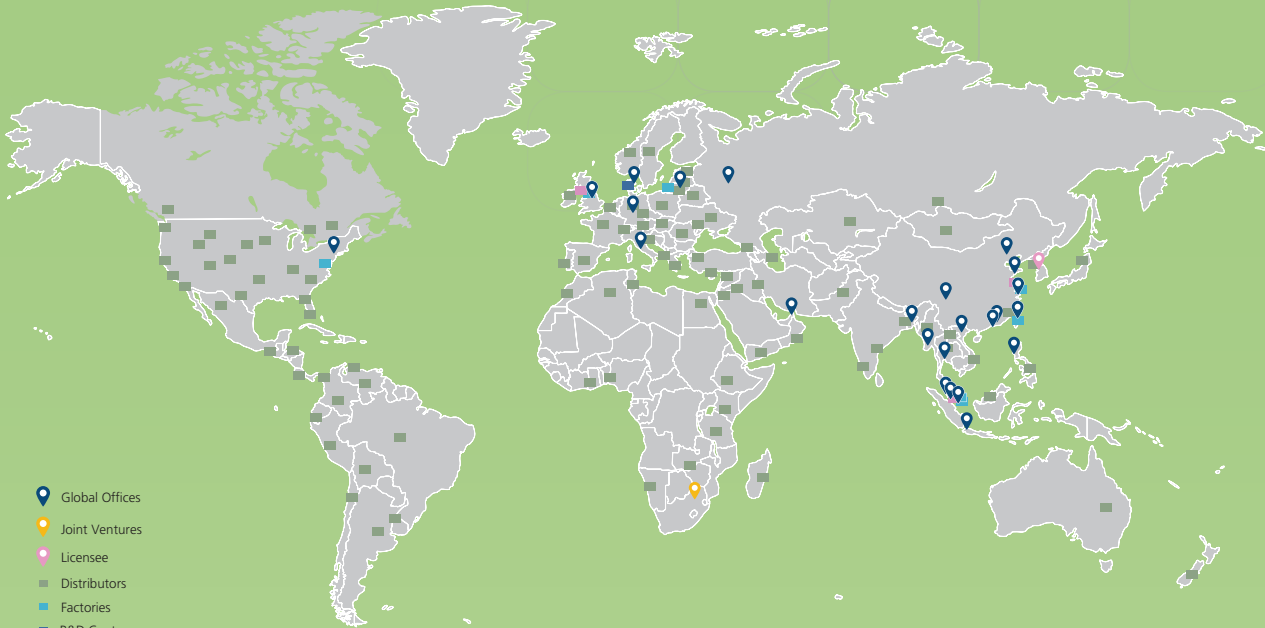 Global Offices
Joint Ventures
Licensee
Distributors
Factories